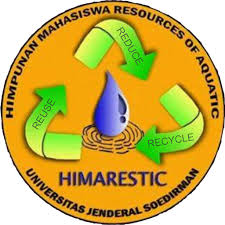 HIMPUNAN MAHASISWA RESOURCES OF AQUATIC
REDUCE
REUSE
RECYCLE
HIMARESTIC
UNIVERSITAS JENDERAL SOEDIRMAN